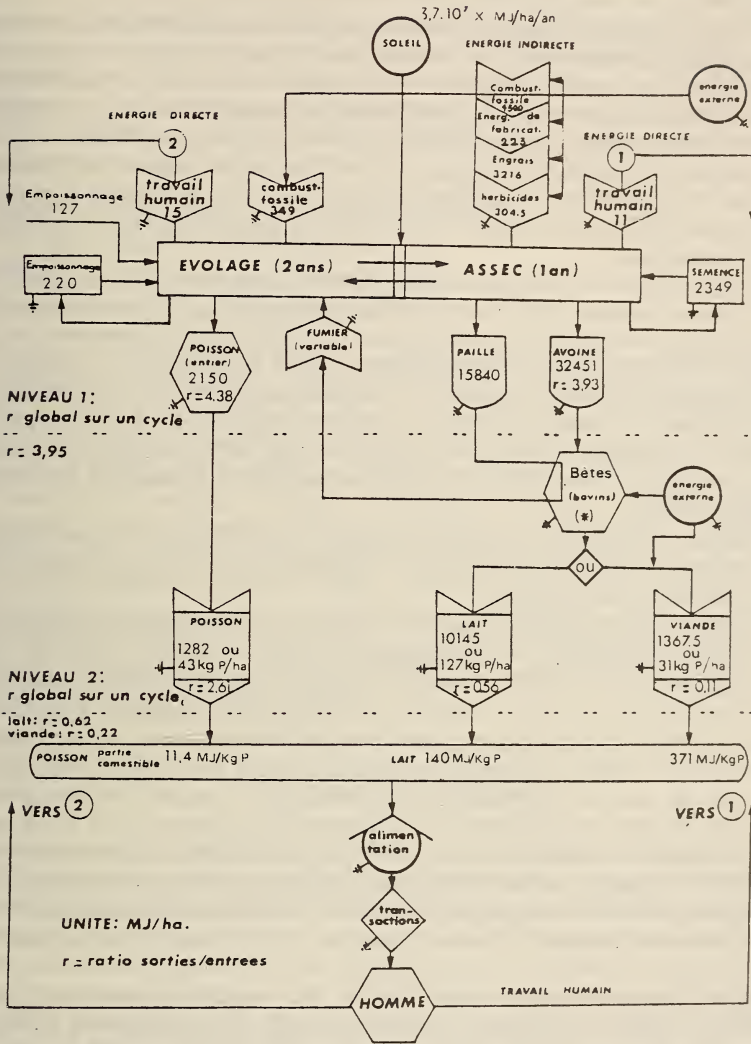 3,7.10⁷ × MJ/ha/an
SOLEIL
ENERGIE INDIRECTE
Combust. fossile
4500
Energ. de fabricat.
223
Engrais
3216
herbicides
304.5
energie externe
ENERGIE DIRECTE
2
travail humain
15
combust. fossile
349
ENERGIE DIRECTE
1
travail humain
11
Empoissonnage
127
Empoissonnage
220
EVOLAGE (2ans)
ASSEC (1an)
SEMENCE
2349
POISSON
(entier)
2150
r=4,38
FUMIER
(variable)
PAILLE
15840
AVOINE
32451
r=3,93
NIVEAU 1:
r global sur un cycle
r= 3,95
Bètes
(bovins)
(*)
energie externe
ou
POISSON
1282 ou
43kg P/ha
r=2,61
LAIT
10145
ou
127kg P/ha
r=0,56
VIANDE
1367.5
ou
31kg P/ha
r=0,11
NIVEAU 2:
r global sur un cycle,
lait: r=0,62
viande: r=0,22
POISSON partie comestible 11,4 MJ/Kg P
LAIT 140 MJ/Kg P
371 MJ/Kg P
VERS 2
VERS 1
alimen
tation
tran-
sactions
UNITE: MJ/ha.
r = ratio sorties/entrees
HOMME
TRAVAIL HUMAIN